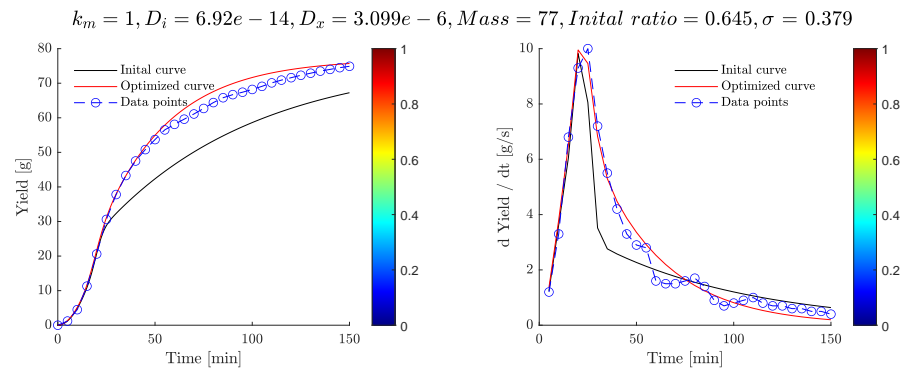 k_m = 1, D_i = 6.92e − 14, D_x = 3.099e − 6, Mass = 77, Inital ratio = 0.645, σ = 0.379
80
70
60
50
40
30
20
10
0
Yield [g]
0 50 100 150
Time [min]
Inital curve
Optimized curve
Data points
1
0.8
0.6
0.4
0.2
0
10
8
6
4
2
0
d Yield / dt [g/s]
0 50 100 150
Time [min]
Inital curve
Optimized curve
Data points
1
0.8
0.6
0.4
0.2
0